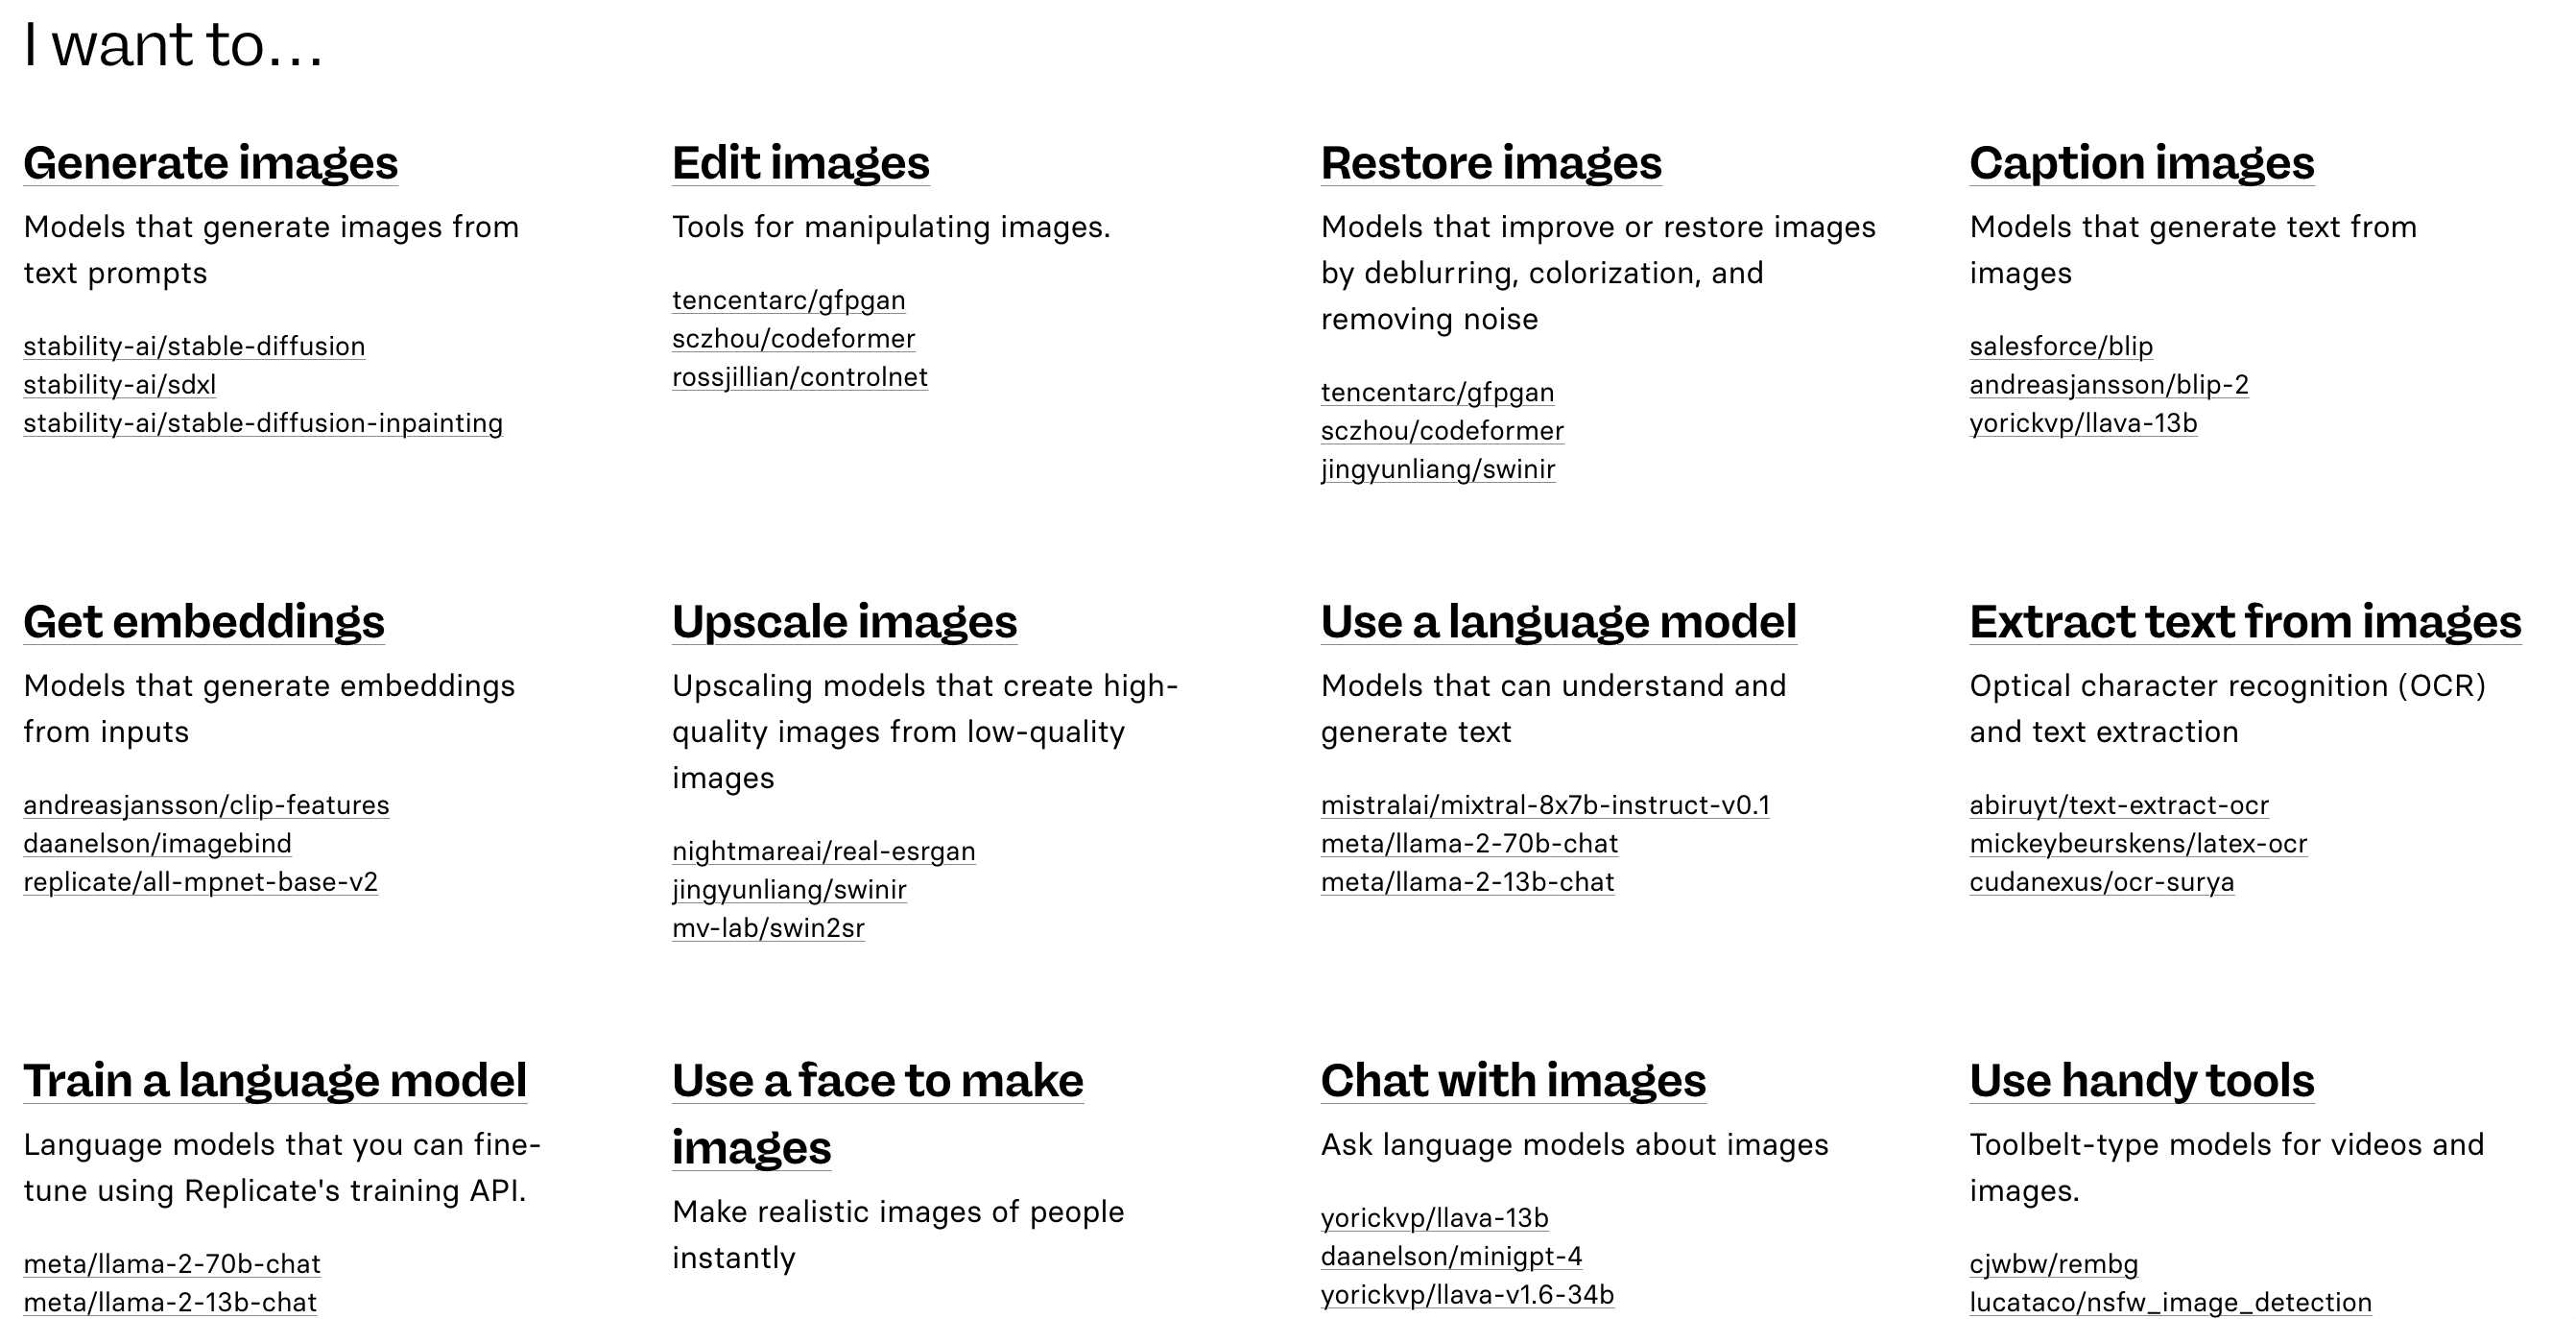 I want to...
Generate images
Models that generate images from
text prompts
stability-ai/stable-diffusion
stability-ai/sdxl
stability-ai/stable-diffusion-inpainting
Edit images
Tools for manipulating images.
tencentarc/gfpgan
sczhou/codeformer
rossjillian/controlnet
Restore images
Models that improve or restore images
by deblurring, colorization, and
removing noise
tencentarc/gfpgan
sczhou/codeformer
jingyunliang/swinir
Caption images
Models that generate text from
images
salesforce/blip
andreasjansson/blip-2
yorickvp/llava-13b
Get embeddings
Models that generate embeddings
from inputs
andreasjansson/clip-features
daanelson/imagebind
replicate/all-mpnet-base-v2
Upscale images
Upscaling models that create high-
quality images from low-quality
images
nightmareai/real-esrgan
jingyunliang/swinir
mv-lab/swin2sr
Use a language model
Models that can understand and
generate text
mistralai/mixtral-8x7b-instruct-v0.1
meta/llama-2-70b-chat
meta/llama-2-13b-chat
Extract text from images
Optical character recognition (OCR)
and text extraction
abiruyt/text-extract-ocr
mickeybeurskens/latex-ocr
cudanexus/ocr-surya
Train a language model
Language models that you can fine-
tune using Replicate's training API.
meta/llama-2-70b-chat
meta/llama-2-13b-chat
Use a face to make
images
Make realistic images of people
instantly
Chat with images
Ask language models about images
yorickvp/llava-13b
daanelson/minigpt-4
yorickvp/llava-v1.6-34b
Use handy tools
Toolbelt-type models for videos and
images.
cjwbw/rembg
lucataco/nsfw_image_detection